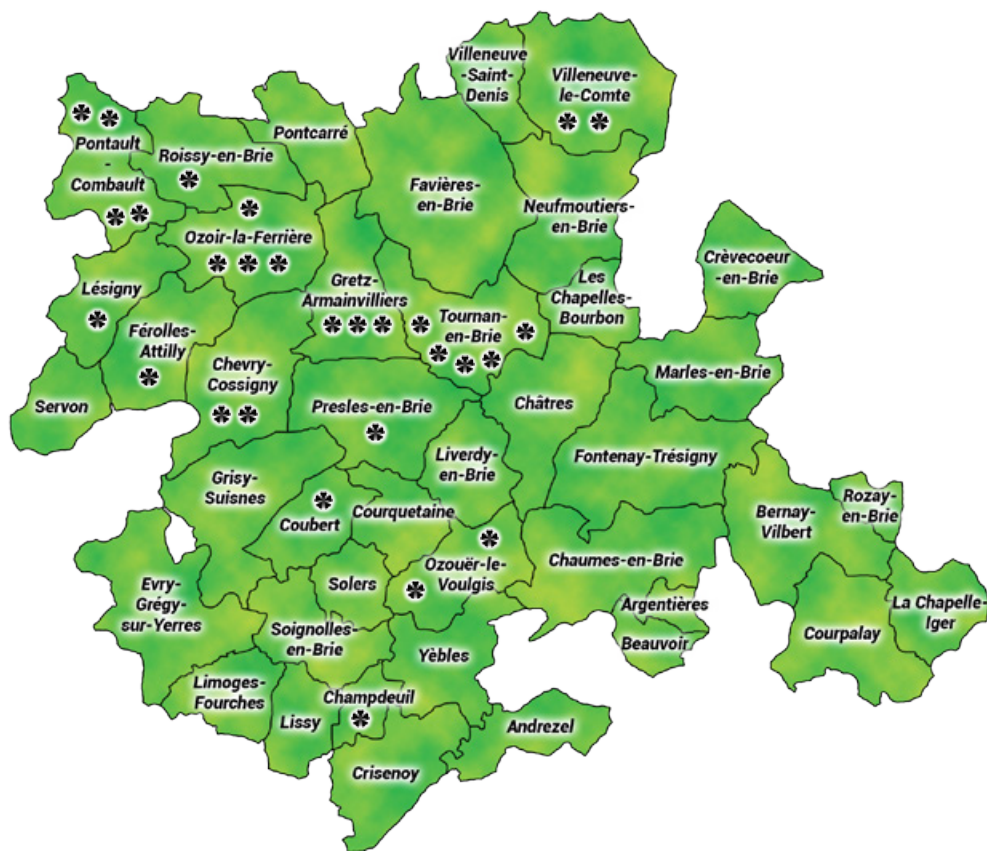 Villeneuve
-Saint-
Denis
Villeneuve-
le-Comte
Pontault
-
Combault
Roissy-en-Brie
Pontcarré
Favières-
en-Brie
Neufmoutiers-
en-Brie
Crèvecoeur
-en-Brie
Ozoir-la-Ferrière
Lésigny
Gretz-
Armainvilliers
Les
Chapelles-
Bourbon
Tournan-
en-Brie
Férolles-
Attilly
Chevry-
Cossigny
Marles-en-Brie
Servon
Presles-en-Brie
Châtres
Liverdy-
en-Brie
Fontenay-Trésigny
Grisy-
Suisnes
Coubert
Courquetaine
Bernay-
Vilbert
Rozay-
en-Brie
Ozouër-le-
Voulgis
Chaumes-en-Brie
Evry-
Grégy-
sur-Yerres
Solers
Argentières
La Chapelle-
Iger
Soignolles-
en-Brie
Beauvoir
Courpalay
Yèbles
Limoges-
Fourches
Lissy
Champdeuil
Andrezel
Crisenoy